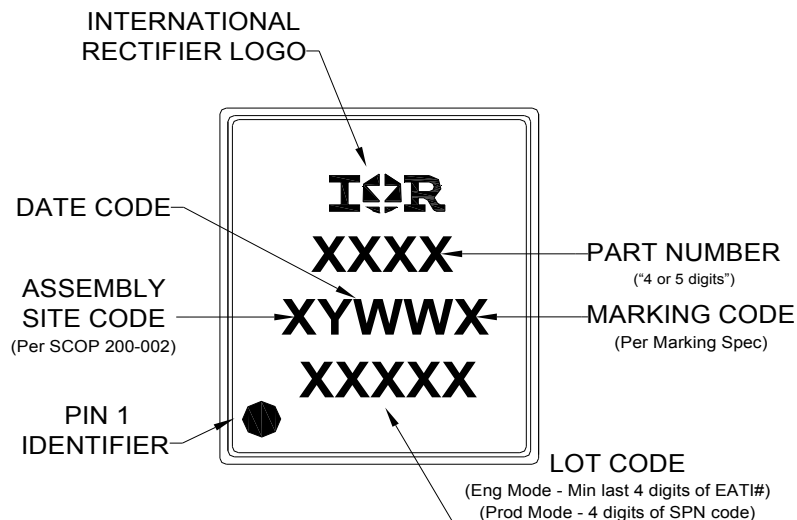 INTERNATIONAL
RECTIFIER LOGO
IOR
DATE CODE
XXXX
PART NUMBER
(“4 or 5 digits”)
ASSEMBLY
SITE CODE
(Per SCOP 200-002)
XYWWX
MARKING CODE
(Per Marking Spec)
XXXXX
PIN 1
IDENTIFIER
LOT CODE
(Eng Mode - Min last 4 digits of EATI#)
(Prod Mode - 4 digits of SPN code)